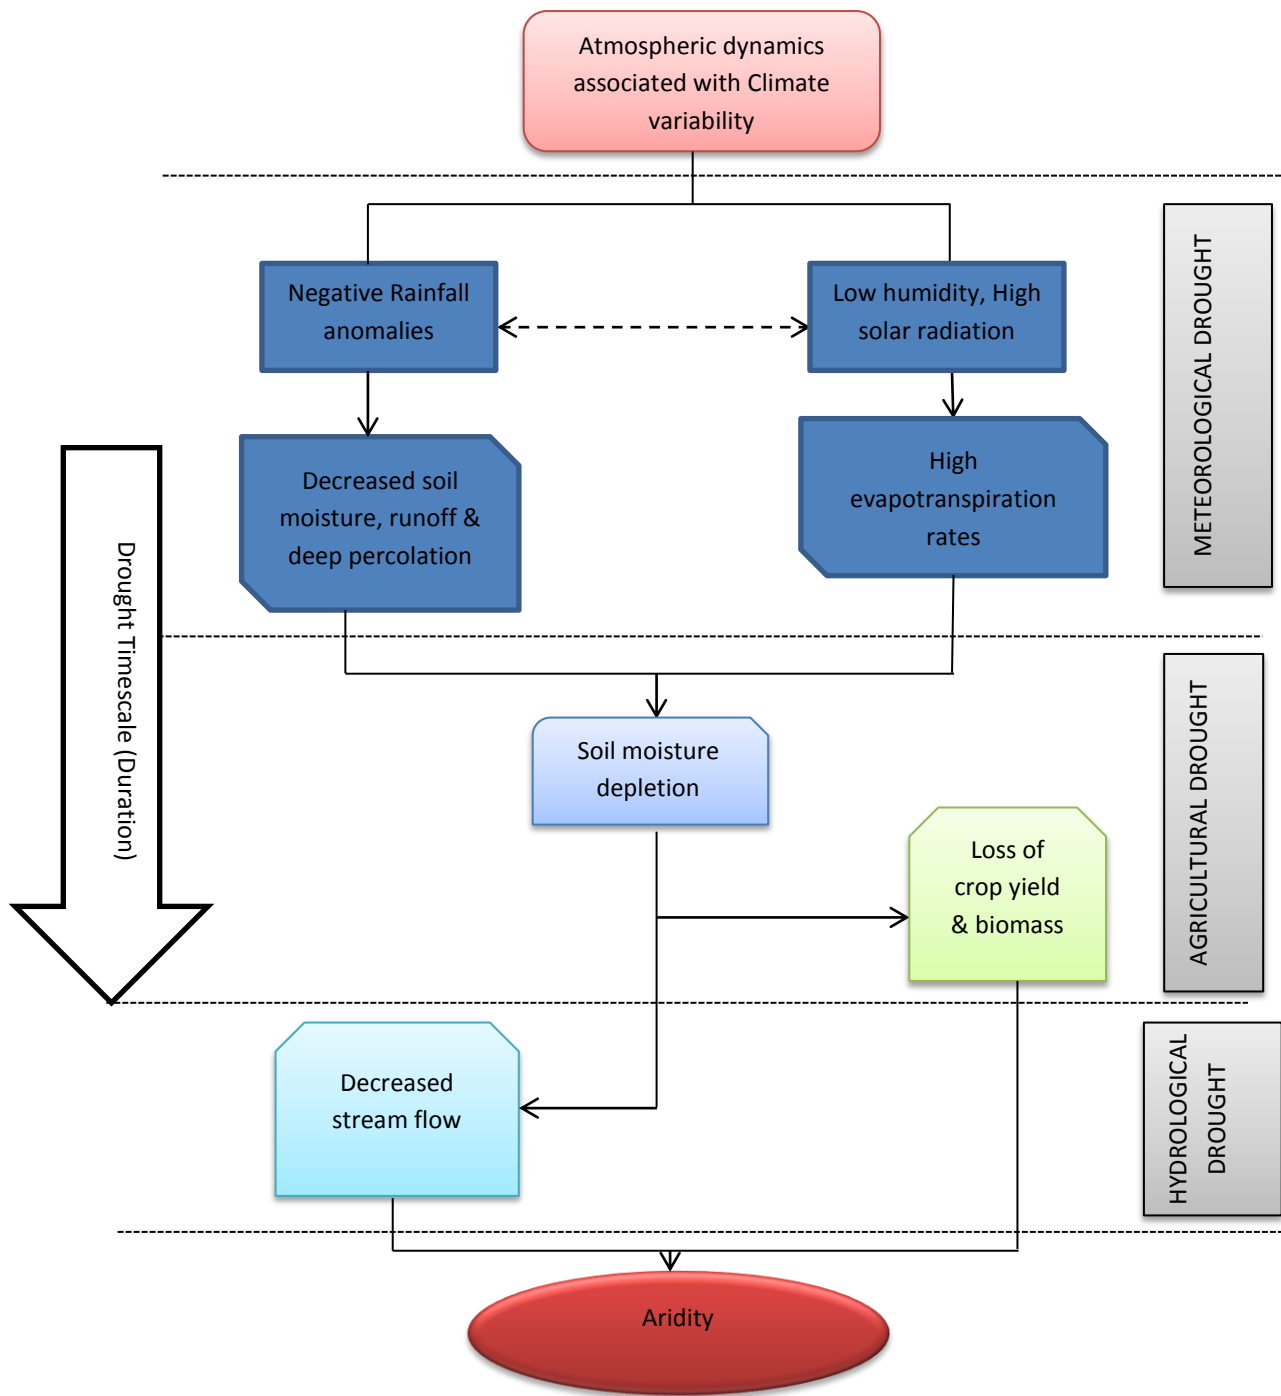 Atmospheric dynamics
associated with Climate
variability
Negative Rainfall
anomalies
Low humidity, High
solar radiation
METEOROLOGICAL DROUGHT
Decreased soil
moisture, runoff &
deep percolation
High
evapotranspiration
rates
Drought Timescale (Duration)
Soil moisture
depletion
AGRICULTURAL DROUGHT
Loss of
crop yield
& biomass
Decreased
stream flow
HYDROLOGICAL
DROUGHT
Aridity